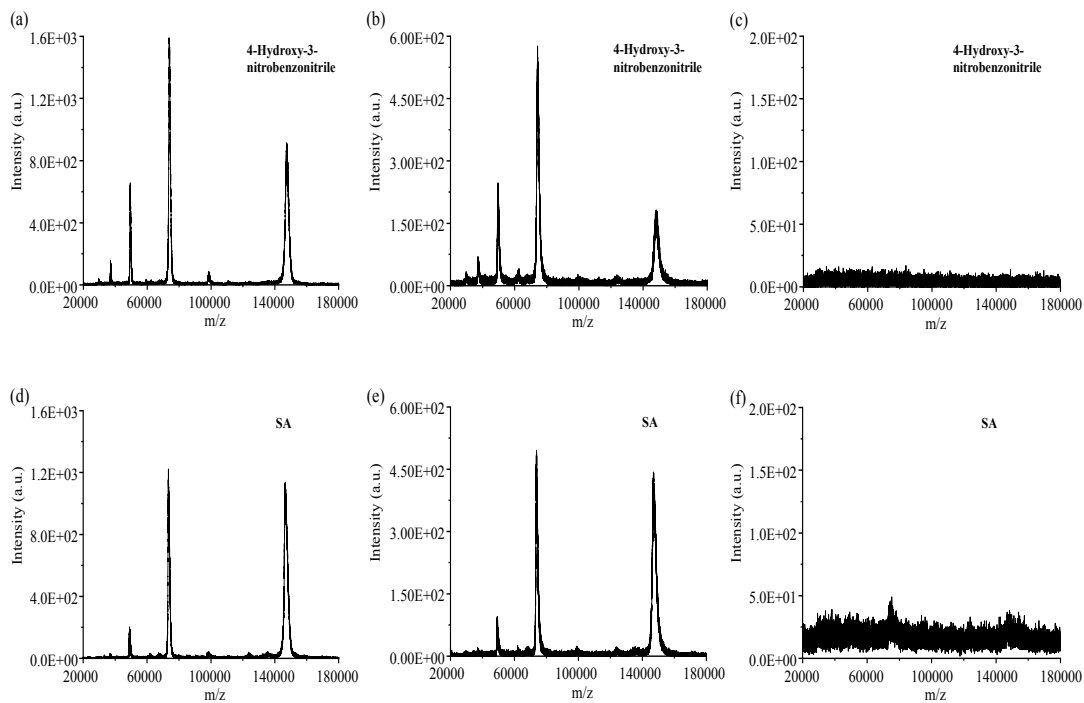 (a)
4-Hydroxy-3-
nitrobenzonitrile
Intensity (a.u.)
1.6E+03
1.2E+03
8.0E+02
4.0E+02
0.0E+00
20000 60000 100000 140000 180000
m/z
(b)
4-Hydroxy-3-
nitrobenzonitrile
Intensity (a.u.)
6.00E+02
4.50E+02
3.00E+02
1.50E+02
0.00E+00
20000 60000 100000 140000 180000
m/z
(c)
4-Hydroxy-3-
nitrobenzonitrile
Intensity (a.u.)
2.0E+02
1.5E+02
1.0E+02
5.0E+01
0.0E+00
20000 60000 100000 140000 180000
m/z
(d)
SA
Intensity (a.u.)
1.6E+03
1.2E+03
8.0E+02
4.0E+02
0.0E+00
20000 60000 100000 140000 180000
m/z
(e)
SA
Intensity (a.u.)
6.00E+02
4.50E+02
3.00E+02
1.50E+02
0.00E+00
20000 60000 100000 140000 180000
m/z
(f)
SA
Intensity (a.u.)
2.0E+02
1.5E+02
1.0E+02
5.0E+01
0.0E+00
20000 60000 100000 140000 180000
m/z